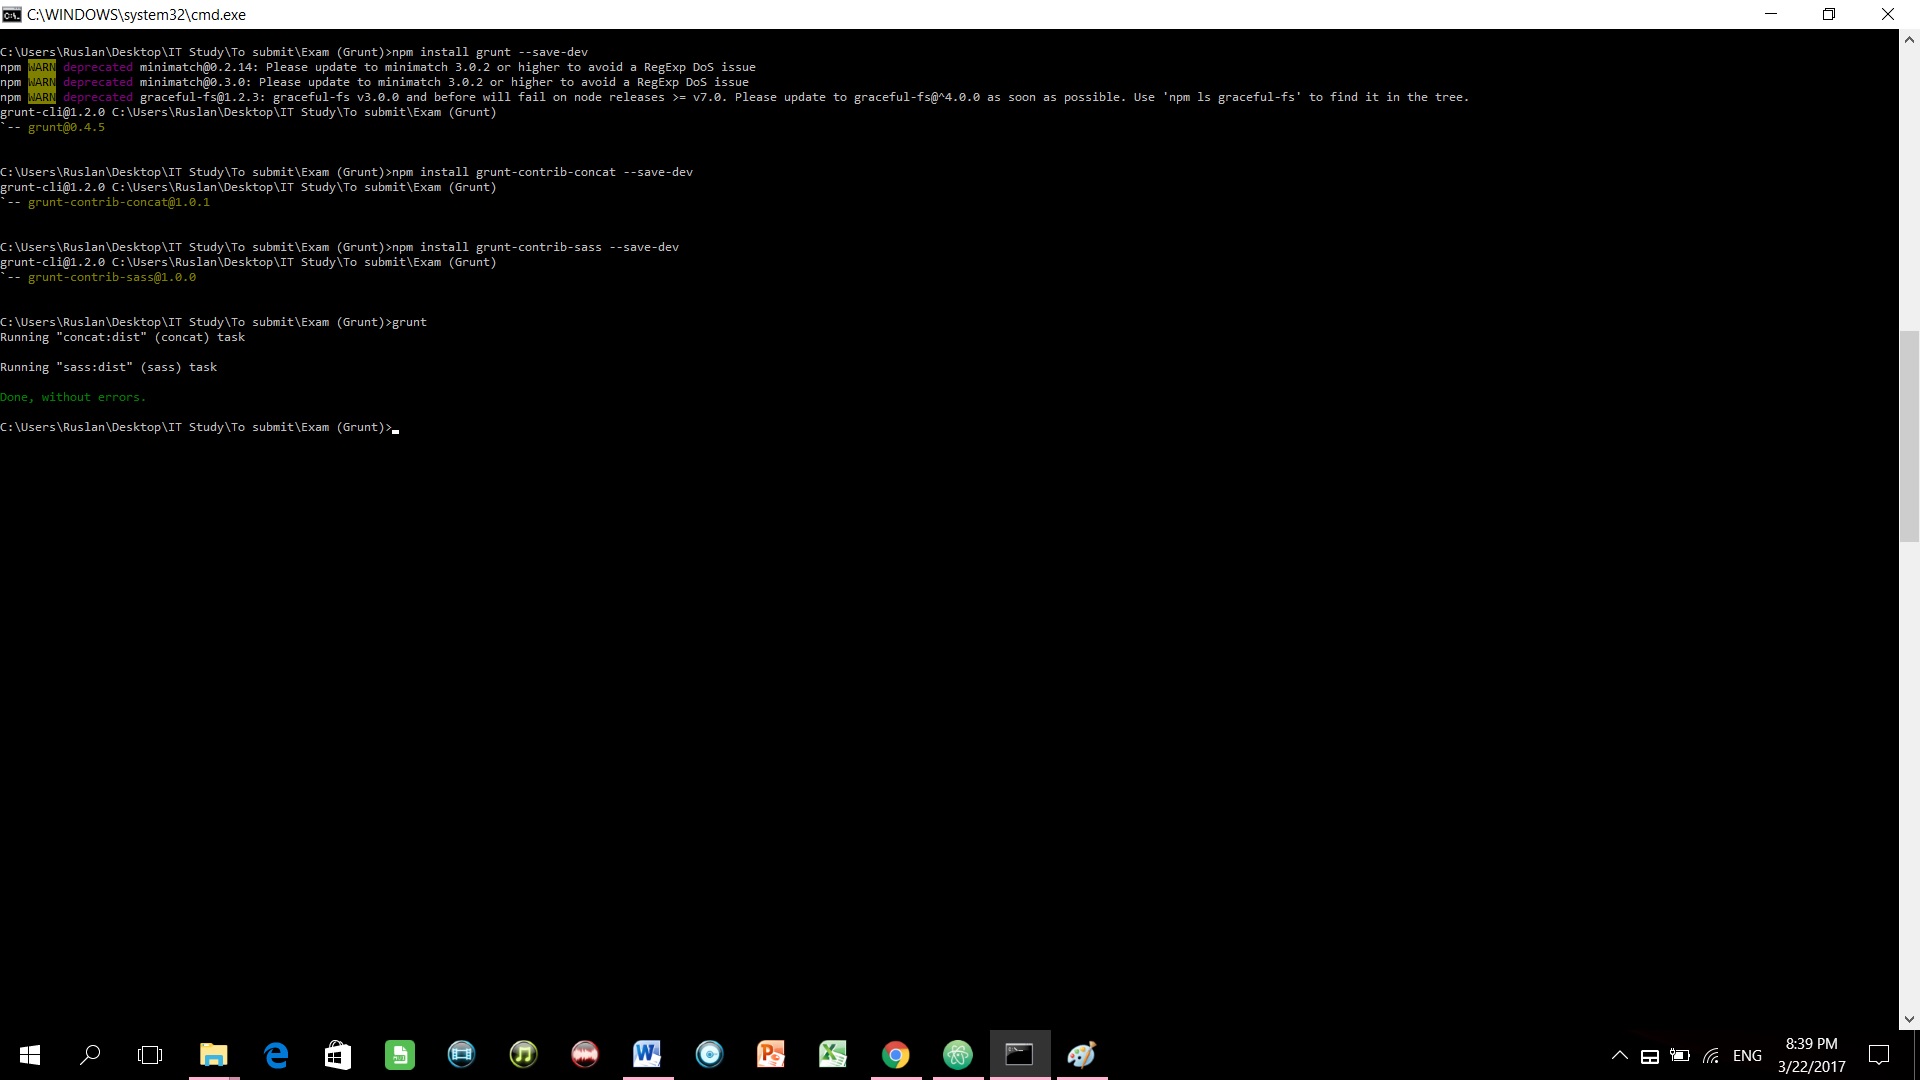 C:\WINDOWS\system32\cmd.exe
C:\Users\Ruslan\Desktop\IT Study\To submit\Exam (Grunt)>npm install grunt --save-dev
npm WARN deprecated minimatch@0.2.14: Please update to minimatch 3.0.2 or higher to avoid a RegExp DoS issue
npm WARN deprecated minimatch@0.3.0: Please update to minimatch 3.0.2 or higher to avoid a RegExp DoS issue
npm WARN deprecated graceful-fs@1.2.3: graceful-fs v3.0.0 and before will fail on node releases >= v7.0. Please update to graceful-fs@^4.0.0 as soon as possible. Use 'npm ls graceful-fs' to find it in the tree.
grunt-cli@1.2.0 C:\Users\Ruslan\Desktop\IT Study\To submit\Exam (Grunt)
`-- grunt@0.4.5
C:\Users\Ruslan\Desktop\IT Study\To submit\Exam (Grunt)>npm install grunt-contrib-concat --save-dev
grunt-cli@1.2.0 C:\Users\Ruslan\Desktop\IT Study\To submit\Exam (Grunt)
`-- grunt-contrib-concat@1.0.1
C:\Users\Ruslan\Desktop\IT Study\To submit\Exam (Grunt)>npm install grunt-contrib-sass --save-dev
grunt-cli@1.2.0 C:\Users\Ruslan\Desktop\IT Study\To submit\Exam (Grunt)
`-- grunt-contrib-sass@1.0.0
C:\Users\Ruslan\Desktop\IT Study\To submit\Exam (Grunt)>grunt
Running "concat:dist" (concat) task
Running "sass:dist" (sass) task
Done, without errors.
C:\Users\Ruslan\Desktop\IT Study\To submit\Exam (Grunt)>
ENG
8:39 PM
3/22/2017